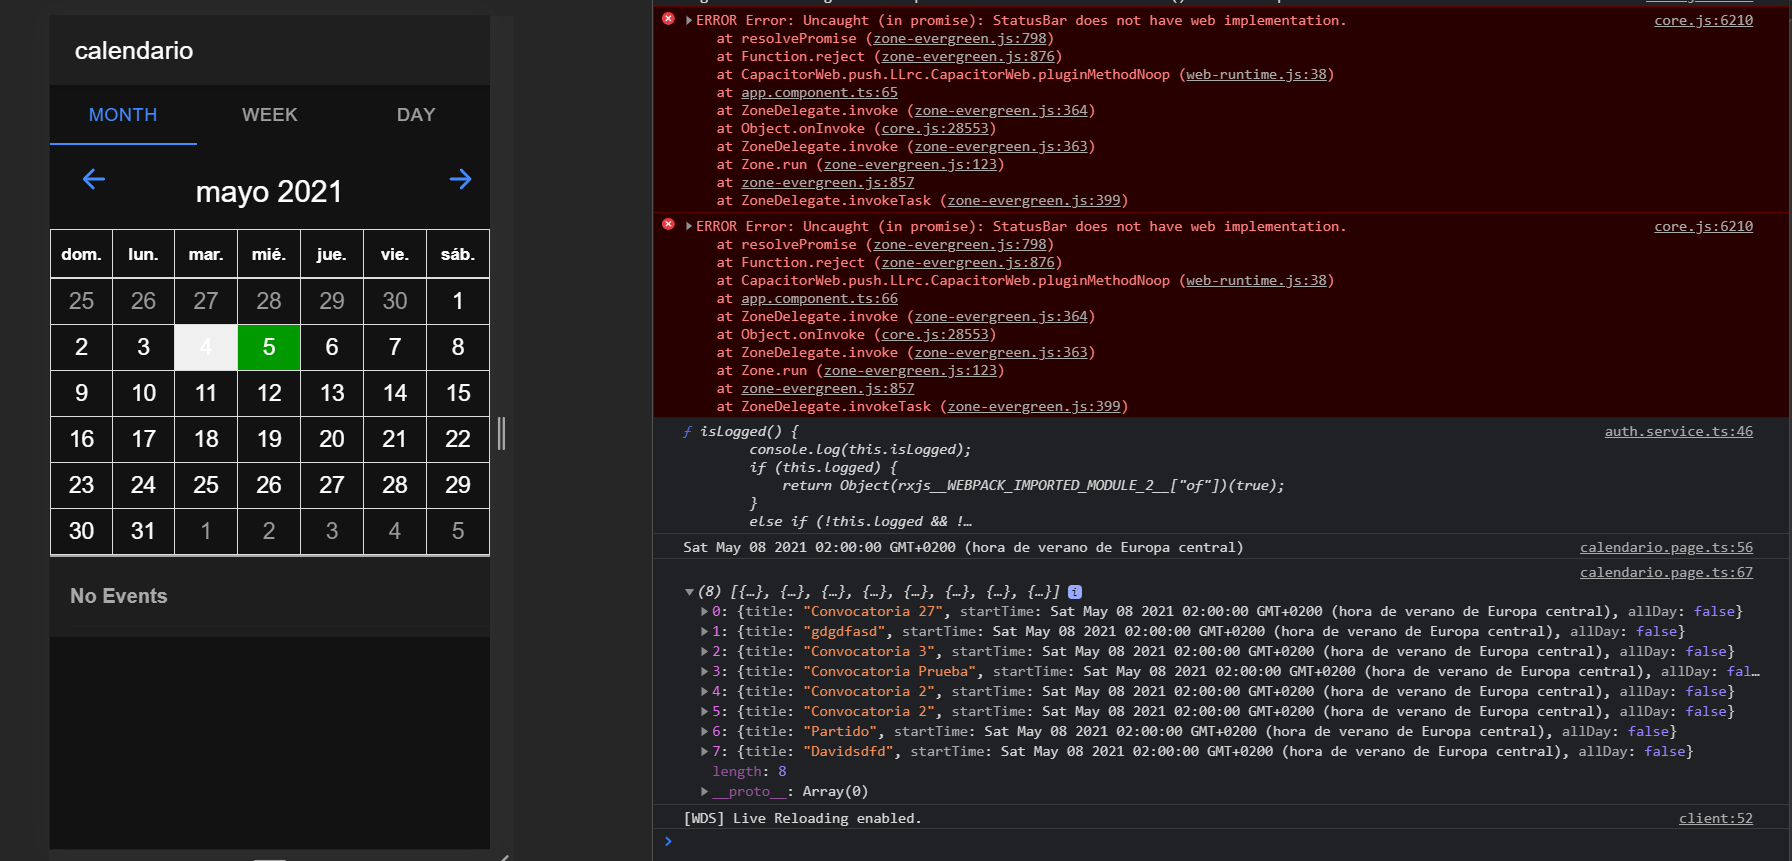 calendario
MONTH WEEK DAY
mayo 2021
dom. lun. mar. mié. jue. vie. sáb.
25 26 27 28 29 30 1
2 3 4 5 6 7 8
9 10 11 12 13 14 15
16 17 18 19 20 21 22
23 24 25 26 27 28 29
30 31 1 2 3 4 5
No Events
ERROR Error: Uncaught (in promise): StatusBar does not have web implementation. core.js:6210
at resolvePromise (zone-evergreen.js:798)
at Function.reject (zone-evergreen.js:876)
at CapacitorWeb.push.LLrc.CapacitorWeb.pluginMethodNoop (web-runtime.js:38)
at app.component.ts:65
at ZoneDelegate.invoke (zone-evergreen.js:364)
at Object.onInvoke (core.js:28553)
at ZoneDelegate.invoke (zone-evergreen.js:363)
at Zone.run (zone-evergreen.js:123)
at zone-evergreen.js:857
at ZoneDelegate.invokeTask (zone-evergreen.js:399)
ERROR Error: Uncaught (in promise): StatusBar does not have web implementation. core.js:6210
at resolvePromise (zone-evergreen.js:798)
at Function.reject (zone-evergreen.js:876)
at CapacitorWeb.push.LLrc.CapacitorWeb.pluginMethodNoop (web-runtime.js:38)
at app.component.ts:66
at ZoneDelegate.invoke (zone-evergreen.js:364)
at Object.onInvoke (core.js:28553)
at ZoneDelegate.invoke (zone-evergreen.js:363)
at Zone.run (zone-evergreen.js:123)
at zone-evergreen.js:857
at ZoneDelegate.invokeTask (zone-evergreen.js:399)
ƒ isLogged() { auth.service.ts:46
console.log(this.isLogged);
if (this.logged) {
return Object(rxjs__WEBPACK_IMPORTED_MODULE_2__["of"])(true);
}
else if (!this.logged && !…
Sat May 08 2021 02:00:00 GMT+0200 (hora de verano de Europa central) calendario.page.ts:56
calendario.page.ts:67
(8) [{…}, {…}, {…}, {…}, {…}, {…}, {…}, {…}] i
0: {title: "Convocatoria 27", startTime: Sat May 08 2021 02:00:00 GMT+0200 (hora de verano de Europa central), allDay: false}
1: {title: "gdgdfasd", startTime: Sat May 08 2021 02:00:00 GMT+0200 (hora de verano de Europa central), allDay: false}
2: {title: "Convocatoria 3", startTime: Sat May 08 2021 02:00:00 GMT+0200 (hora de verano de Europa central), allDay: false}
3: {title: "Convocatoria Prueba", startTime: Sat May 08 2021 02:00:00 GMT+0200 (hora de verano de Europa central), allDay: fal…
4: {title: "Convocatoria 2", startTime: Sat May 08 2021 02:00:00 GMT+0200 (hora de verano de Europa central), allDay: false}
5: {title: "Convocatoria 2", startTime: Sat May 08 2021 02:00:00 GMT+0200 (hora de verano de Europa central), allDay: false}
6: {title: "Partido", startTime: Sat May 08 2021 02:00:00 GMT+0200 (hora de verano de Europa central), allDay: false}
7: {title: "Davidsdfd", startTime: Sat May 08 2021 02:00:00 GMT+0200 (hora de verano de Europa central), allDay: false}
length: 8
__proto__: Array(0)
[WDS] Live Reloading enabled. client:52